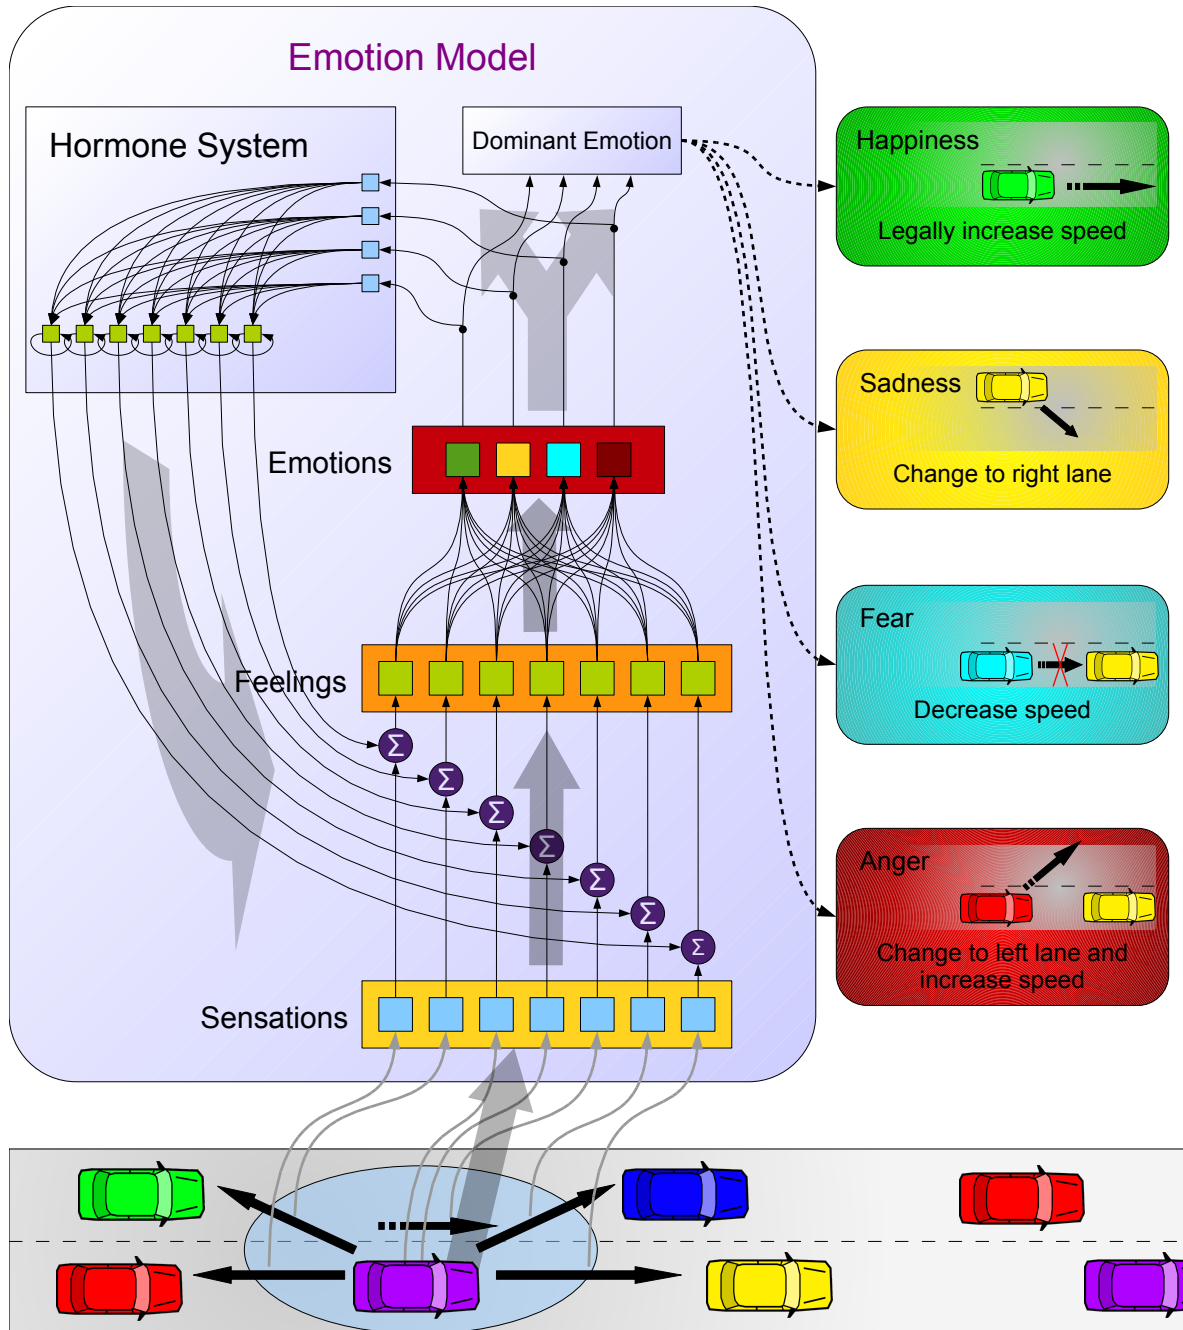 Emotion Model
Hormone System
Dominant Emotion
Emotions
Feelings
Σ
Σ
Σ
Σ
Σ
Σ
Σ
Sensations
Happiness
Legally increase speed
Sadness
Change to right lane
Fear
Decrease speed
Anger
Change to left lane and
increase speed